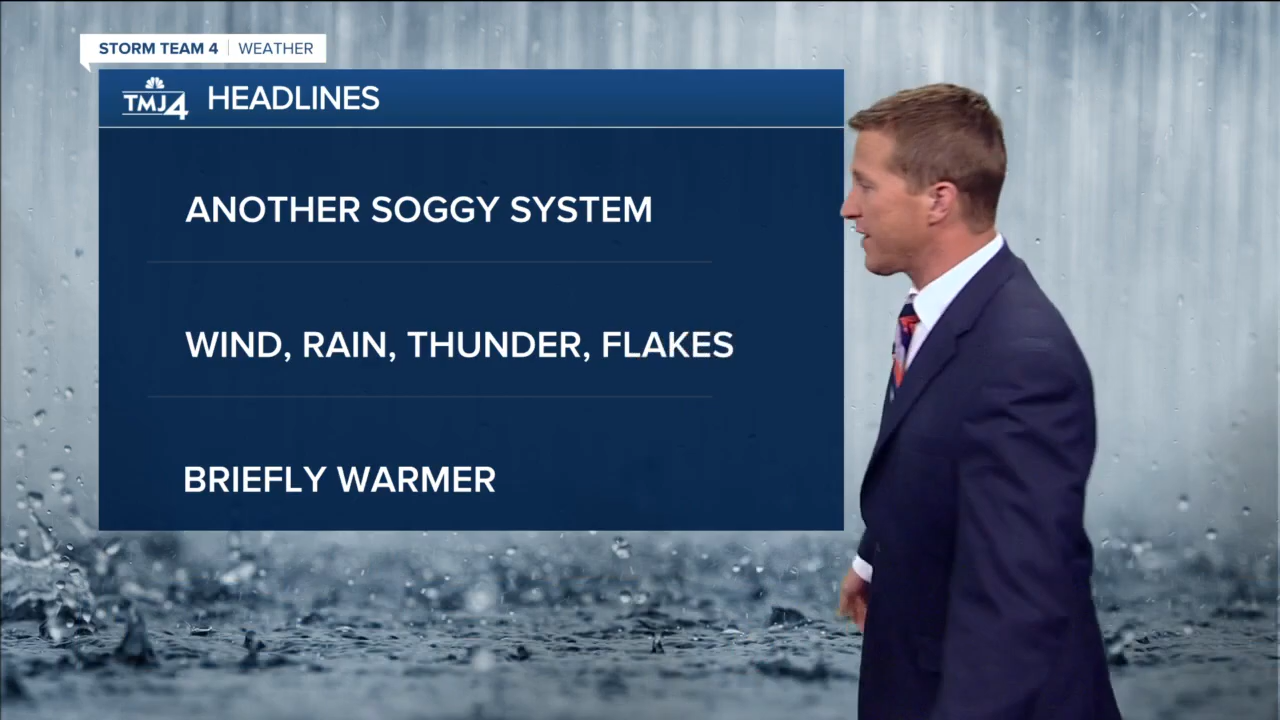 STORM TEAM 4 | WEATHER
TMJ4 HEADLINES
ANOTHER SOGGY SYSTEM
WIND, RAIN, THUNDER, FLAKES
BRIEFLY WARMER